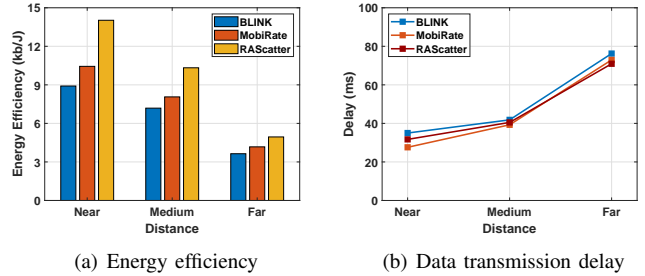 15
12
9
6
3
0
Energy Efficiency (kb/J)
BLINK
MobiRate
RAScatter
Near Medium Far
Distance
(a) Energy efficiency
100
80
60
40
20
0
Delay (ms)
BLINK
MobiRate
RAScatter
Near Medium Far
Distance
(b) Data transmission delay